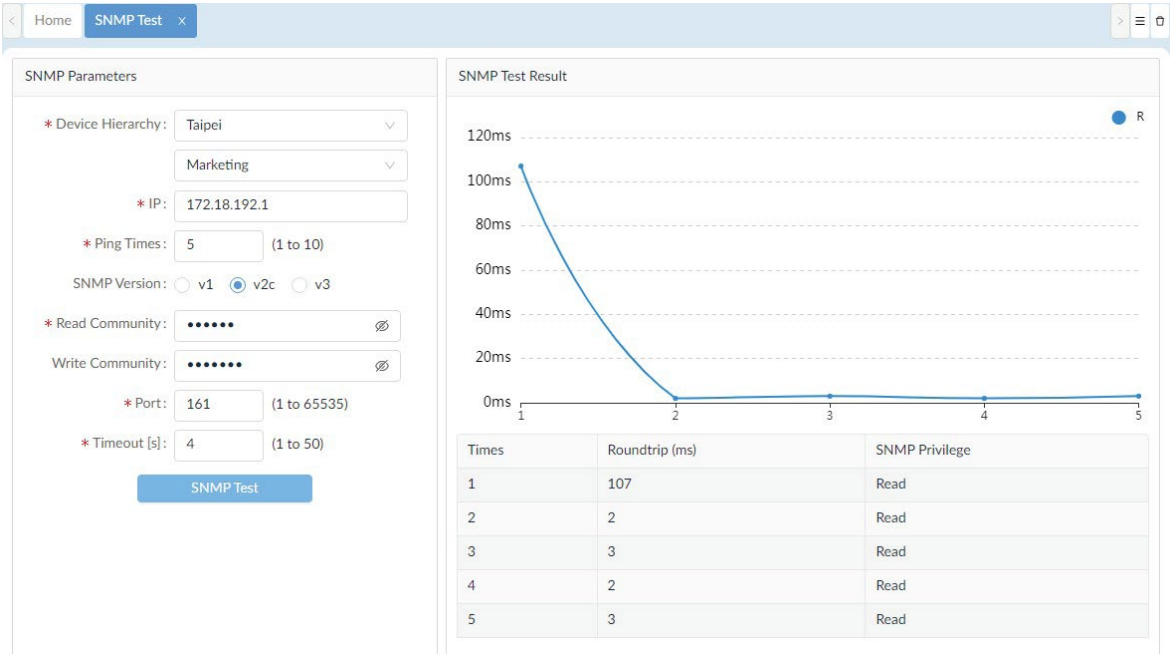 Home SNMP Test x
SNMP Parameters
* Device Hierarchy: Taipei
Marketing
* IP: 172.18.192.1
* Ping Times: 5 (1 to 10)
SNMP Version: v1 v2c v3
* Read Community: ••••••
Write Community: •••••••
* Port: 161 (1 to 65535)
* Timeout [s]: 4 (1 to 50)
SNMP Test
SNMP Test Result
R
120ms
100ms
80ms
60ms
40ms
20ms
0ms
1 2 3 4 5
Times Roundtrip (ms) SNMP Privilege
1 107 Read
2 2 Read
3 3 Read
4 2 Read
5 3 Read